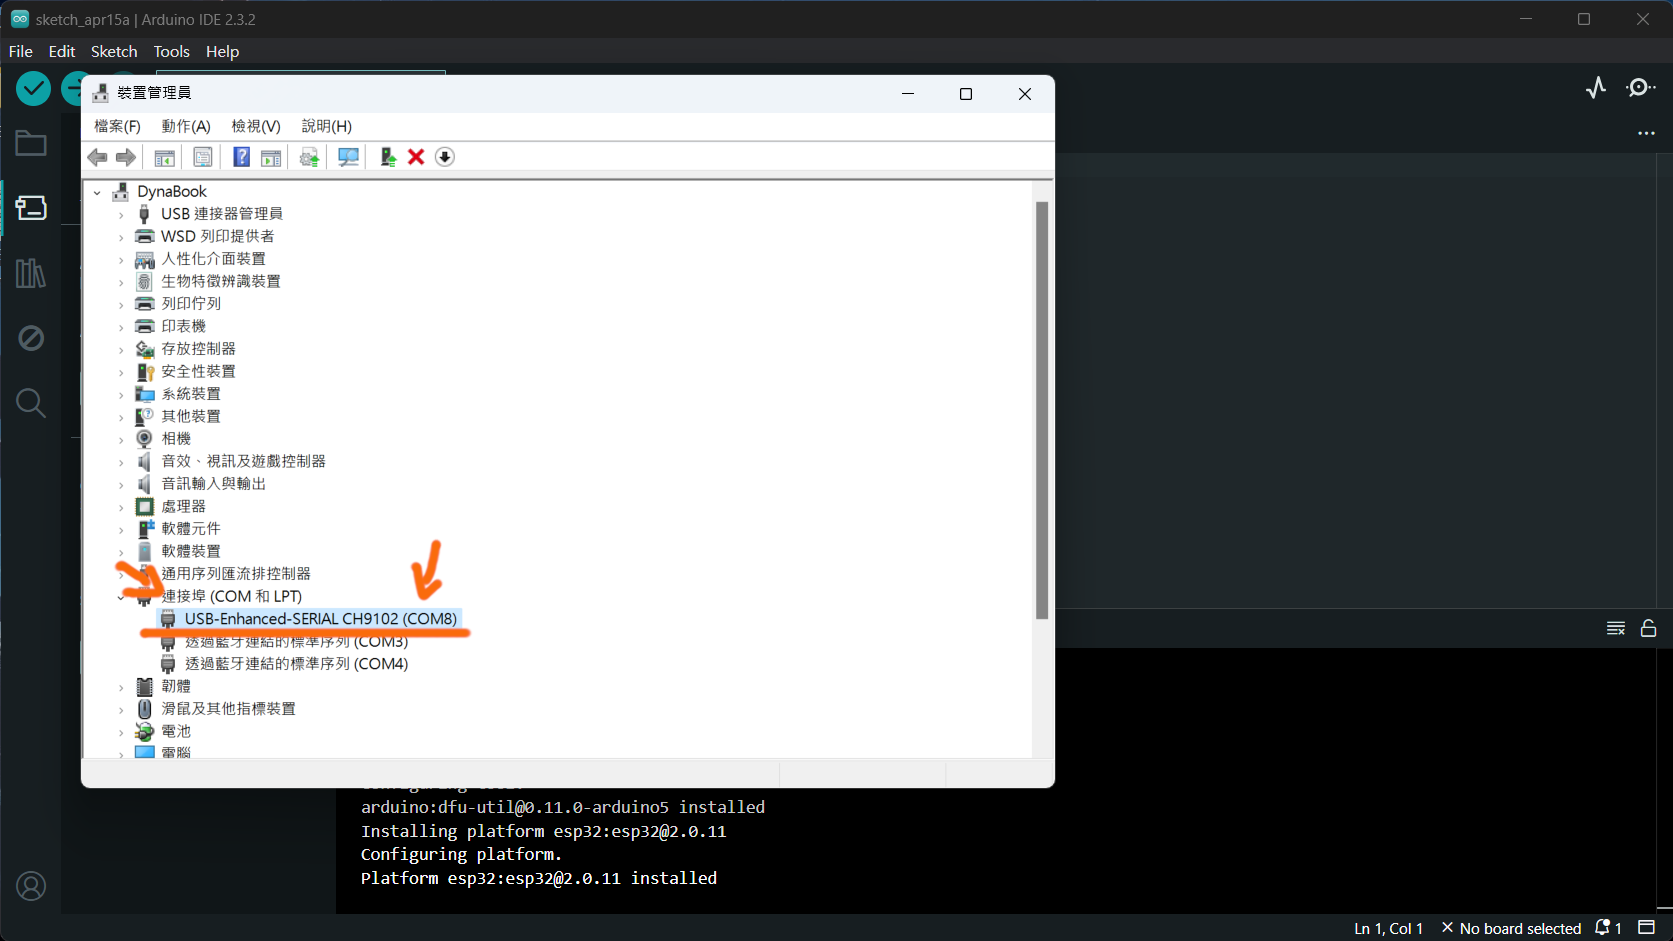 sketch_apr15a | Arduino IDE 2.3.2
File Edit Sketch Tools Help
裝置管理員
檔案(F) 動作(A) 檢視(V) 說明(H)
DynaBook
USB 連接器管理員
WSD 列印提供者
人性化介面裝置
生物特徵辨識裝置
列印佇列
印表機
存放控制器
安全性裝置
系統裝置
其他裝置
相機
音效、視訊及遊戲控制器
音訊輸入與輸出
處理器
軟體元件
軟體裝置
通用序列匯流排控制器
連接埠 (COM 和 LPT)
USB-Enhanced-SERIAL CH9102 (COM8)
透過藍牙連結的標準序列 (COM3)
透過藍牙連結的標準序列 (COM4)
韌體
滑鼠及其他指標裝置
電池
電腦
arduino:dfu-util@0.11.0-arduino5 installed
Installing platform esp32:esp32@2.0.11
Configuring platform.
Platform esp32:esp32@2.0.11 installed
Ln 1, Col 1 No board selected 1